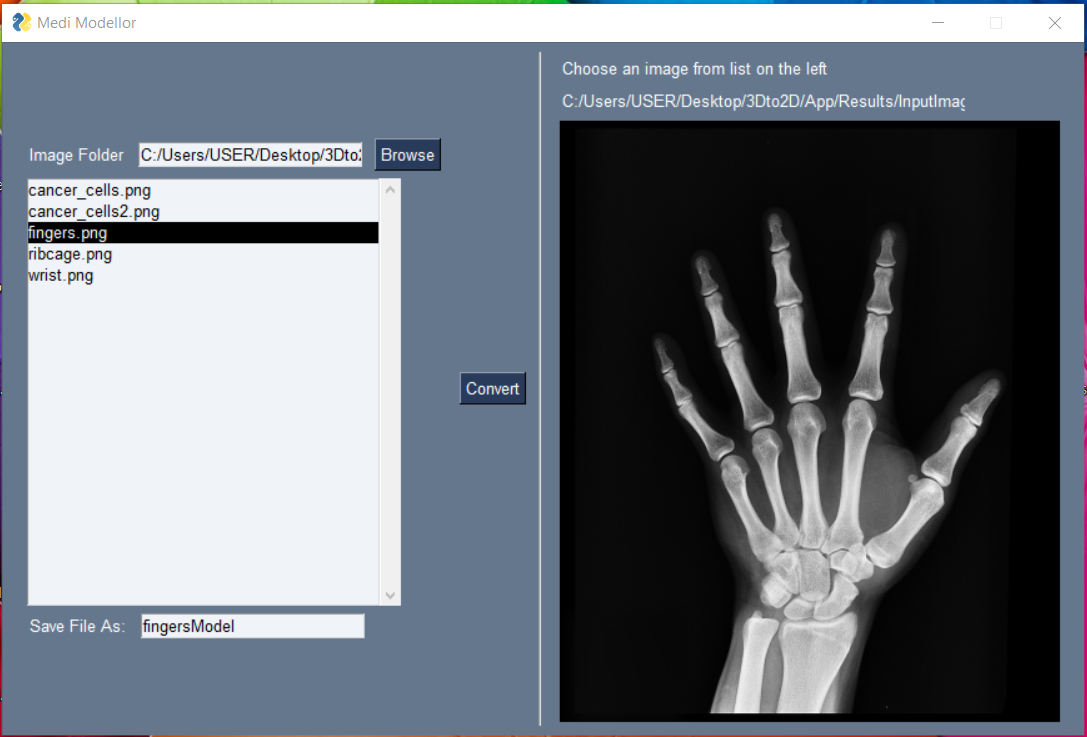 Medi Modellor
Choose an image from list on the left
C:/Users/USER/Desktop/3Dto2D/App/Results/InputImag
Image Folder C:/Users/USER/Desktop/3Dto2 Browse
cancer_cells.png
cancer_cells2.png
fingers.png
ribcage.png
wrist.png
Convert
Save File As: fingersModel